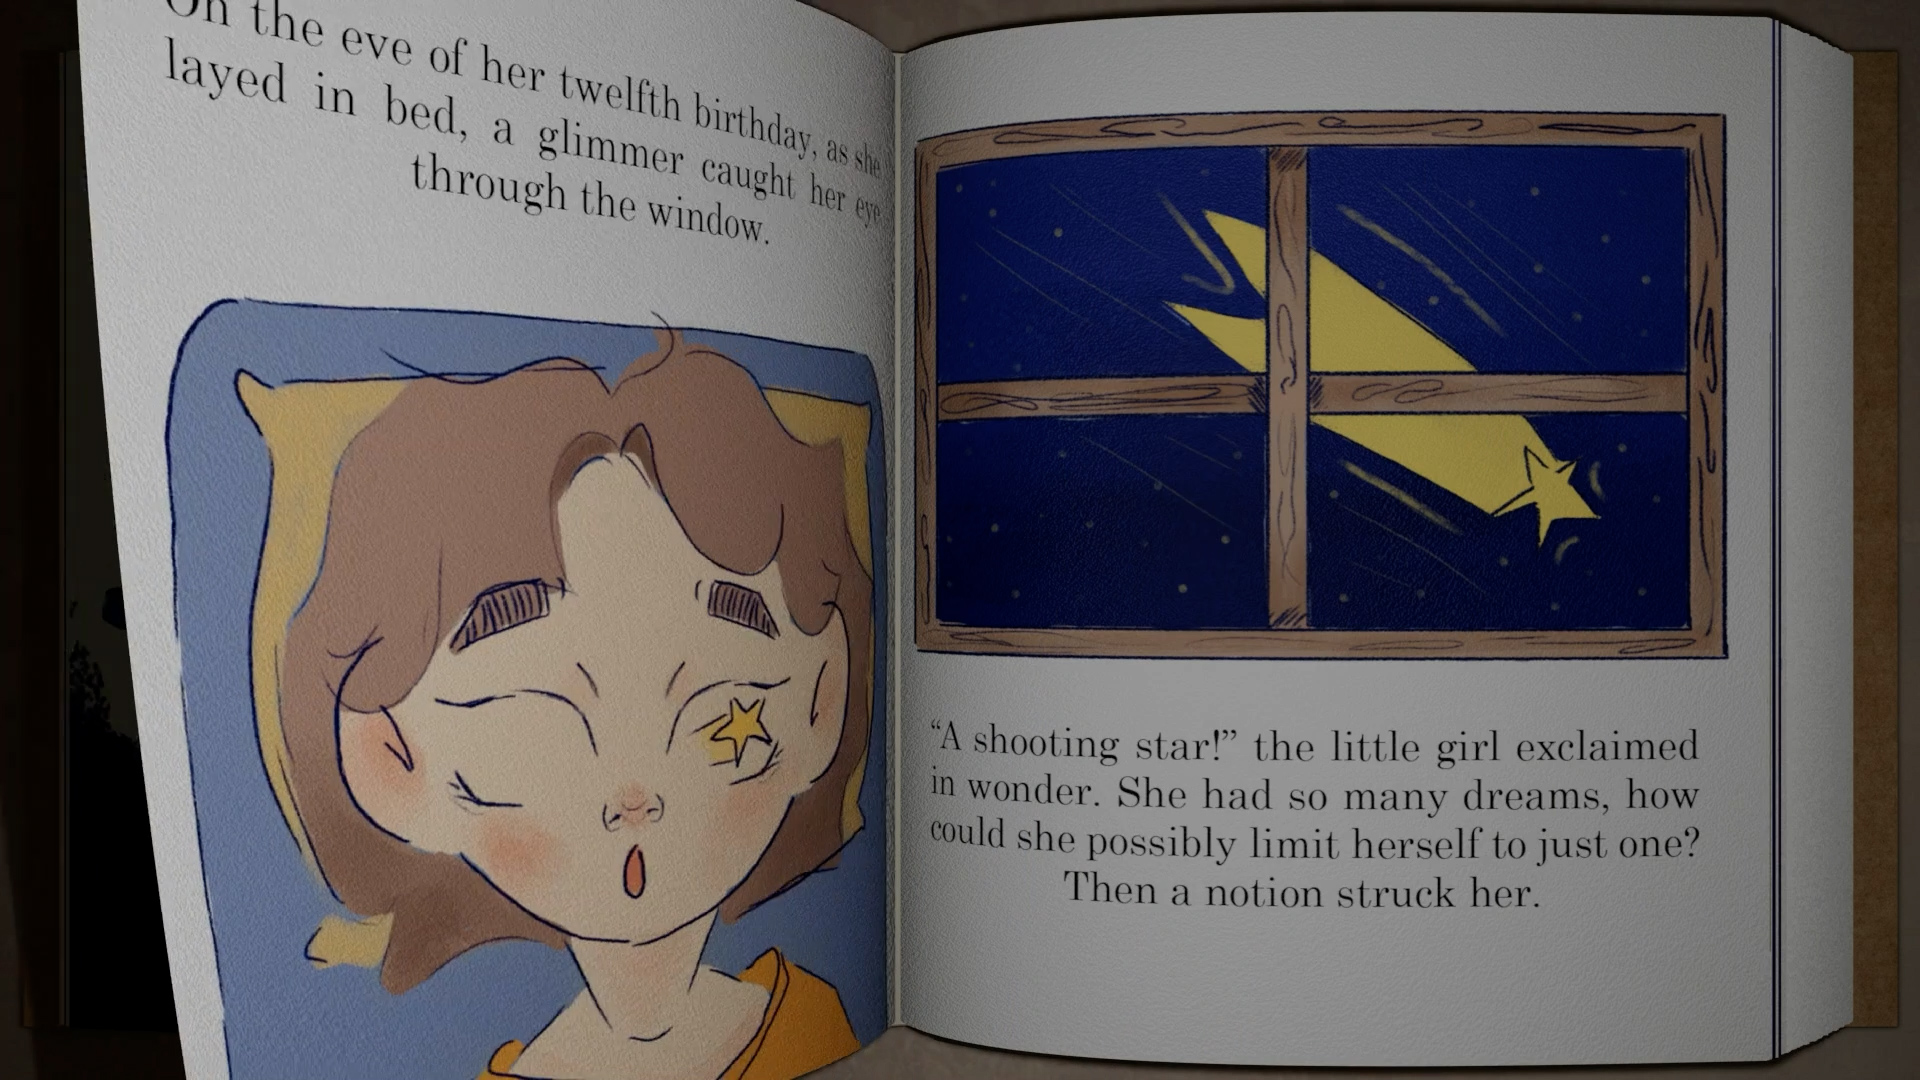 On the eve of her twelfth birthday, as she
layed in bed, a glimmer caught her eye
through the window.
“A shooting star!” the little girl exclaimed
in wonder. She had so many dreams, how
could she possibly limit herself to just one?
Then a notion struck her.